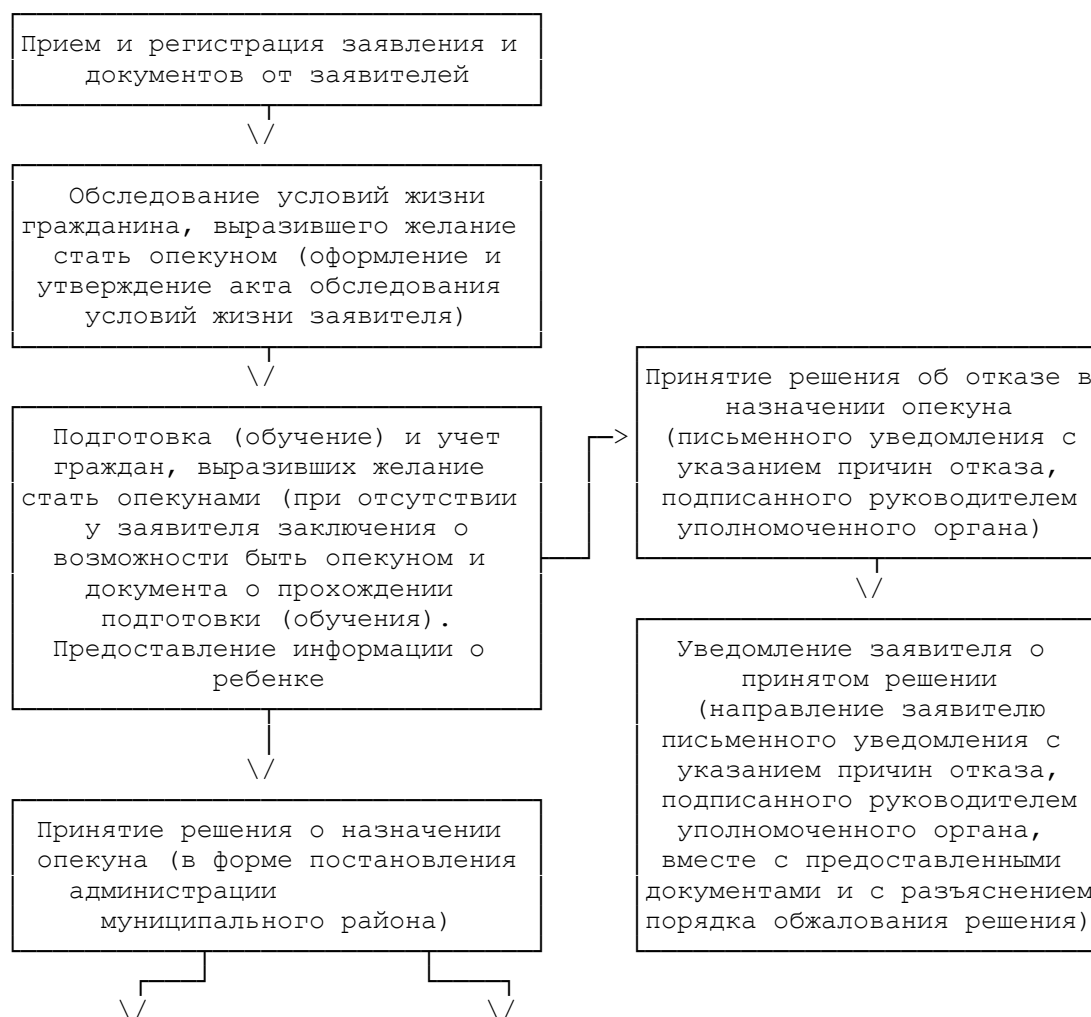 Прием и регистрация заявления и
документов от заявителей
Обследование условий жизни
гражданина, выразившего желание
стать опекуном (оформление и
утверждение акта обследования
условий жизни заявителя)
Подготовка (обучение) и учет
граждан, выразивших желание
стать опекунами (при отсутствии
у заявителя заключения о
возможности быть опекуном и
документа о прохождении
подготовки (обучения).
Предоставление информации о
ребенке
Принятие решения об отказе в
назначении опекуна
(письменного уведомления с
указанием причин отказа,
подписанного руководителем
уполномоченного органа)
Уведомление заявителя о
принятом решении
(направление заявителю
письменного уведомления с
указанием причин отказа,
подписанного руководителем
уполномоченного органа,
вместе с предоставленными
документами и с разъяснением
порядка обжалования решения)
Принятие решения о назначении
опекуна (в форме постановления
администрации
муниципального района)